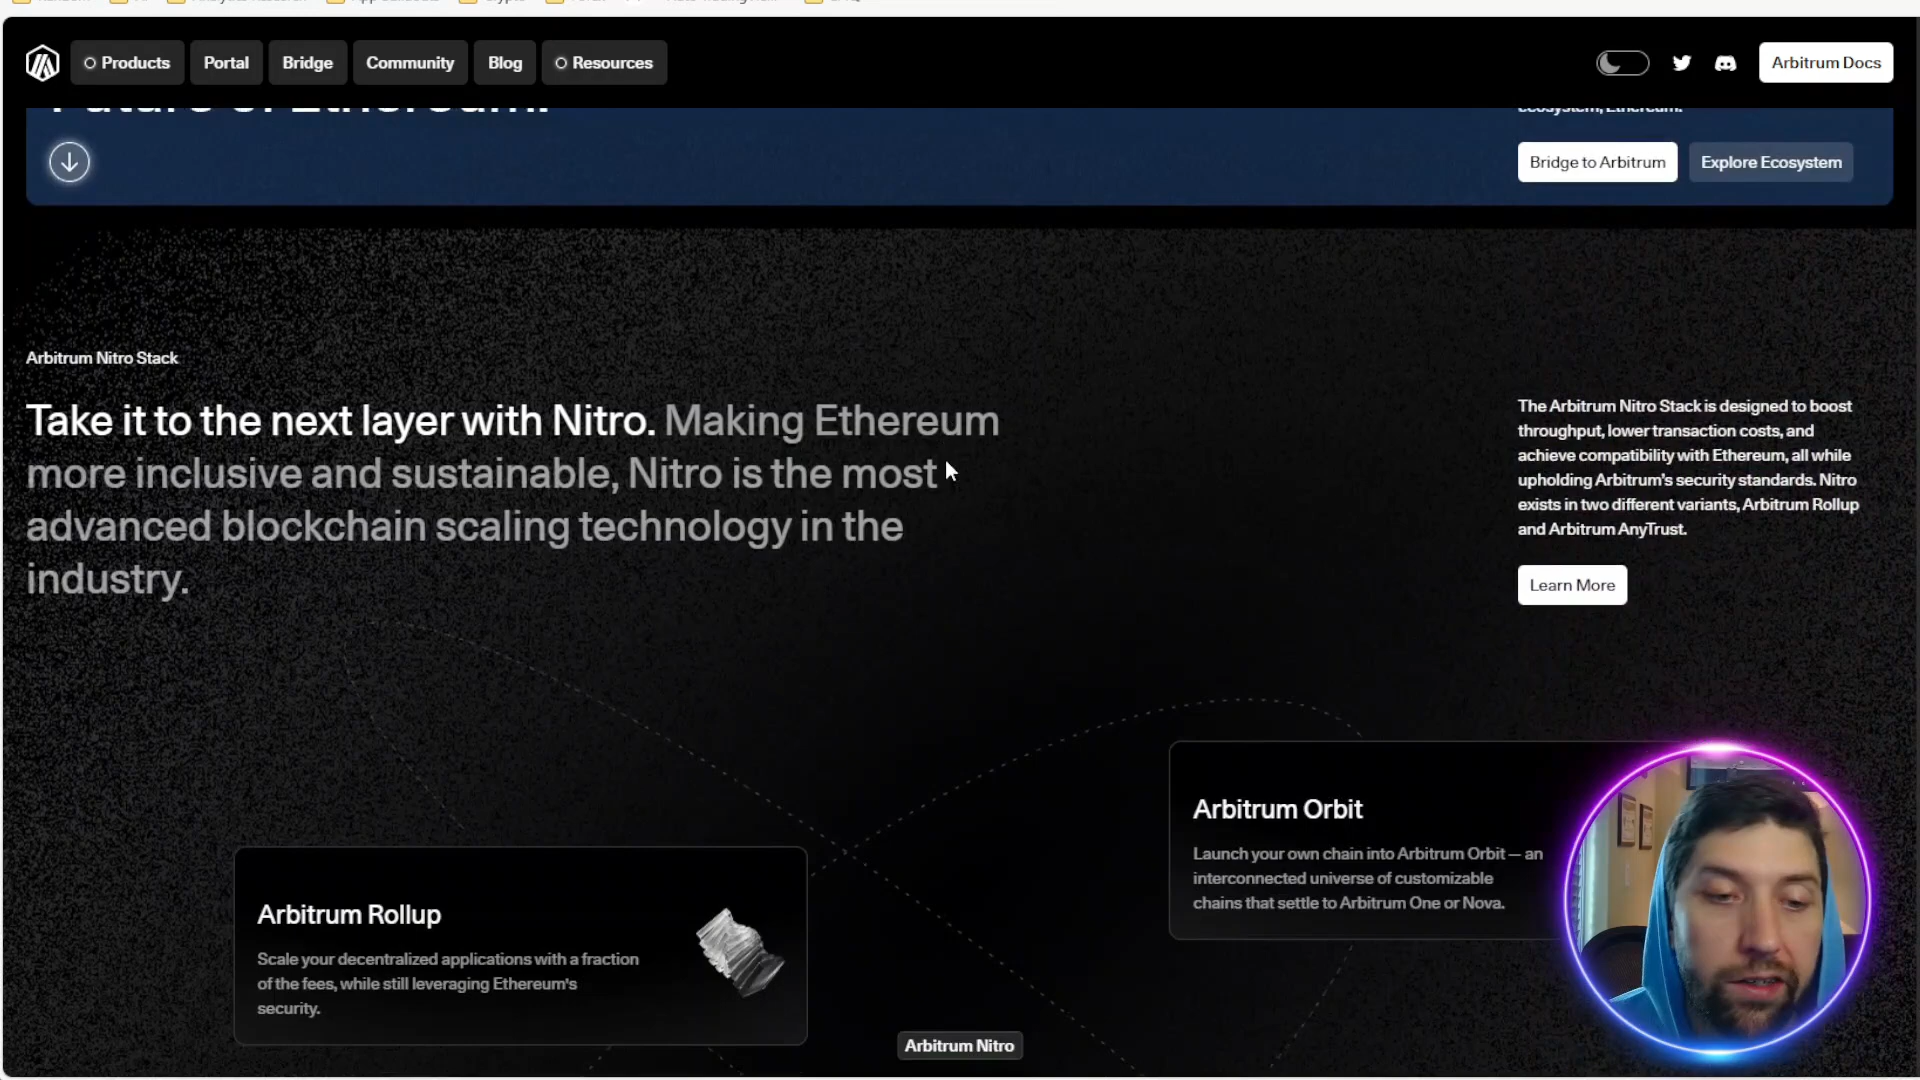 Products
Portal
Bridge
Community
Blog
Resources
Arbitrum Docs
Future of Ethereum.
ecosystem, Ethereum.
Bridge to Arbitrum
Explore Ecosystem
Arbitrum Nitro Stack
Take it to the next layer with Nitro. Making Ethereum
more inclusive and sustainable, Nitro is the most
advanced blockchain scaling technology in the
industry.
The Arbitrum Nitro Stack is designed to boost
throughput, lower transaction costs, and
achieve compatibility with Ethereum, all while
upholding Arbitrum's security standards. Nitro
exists in two different variants, Arbitrum Rollup
and Arbitrum AnyTrust.
Learn More
Arbitrum Orbit
Launch your own chain into Arbitrum Orbit — an
interconnected universe of customizable
chains that settle to Arbitrum One or Nova.
Arbitrum Rollup
Scale your decentralized applications with a fraction
of the fees, while still leveraging Ethereum's
security.
Arbitrum Nitro